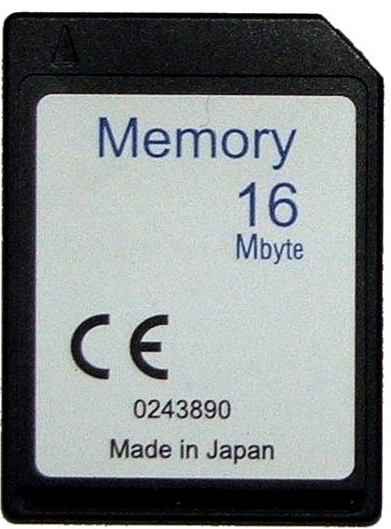 Memory
16
Mbyte
CE
0243890
Made in Japan